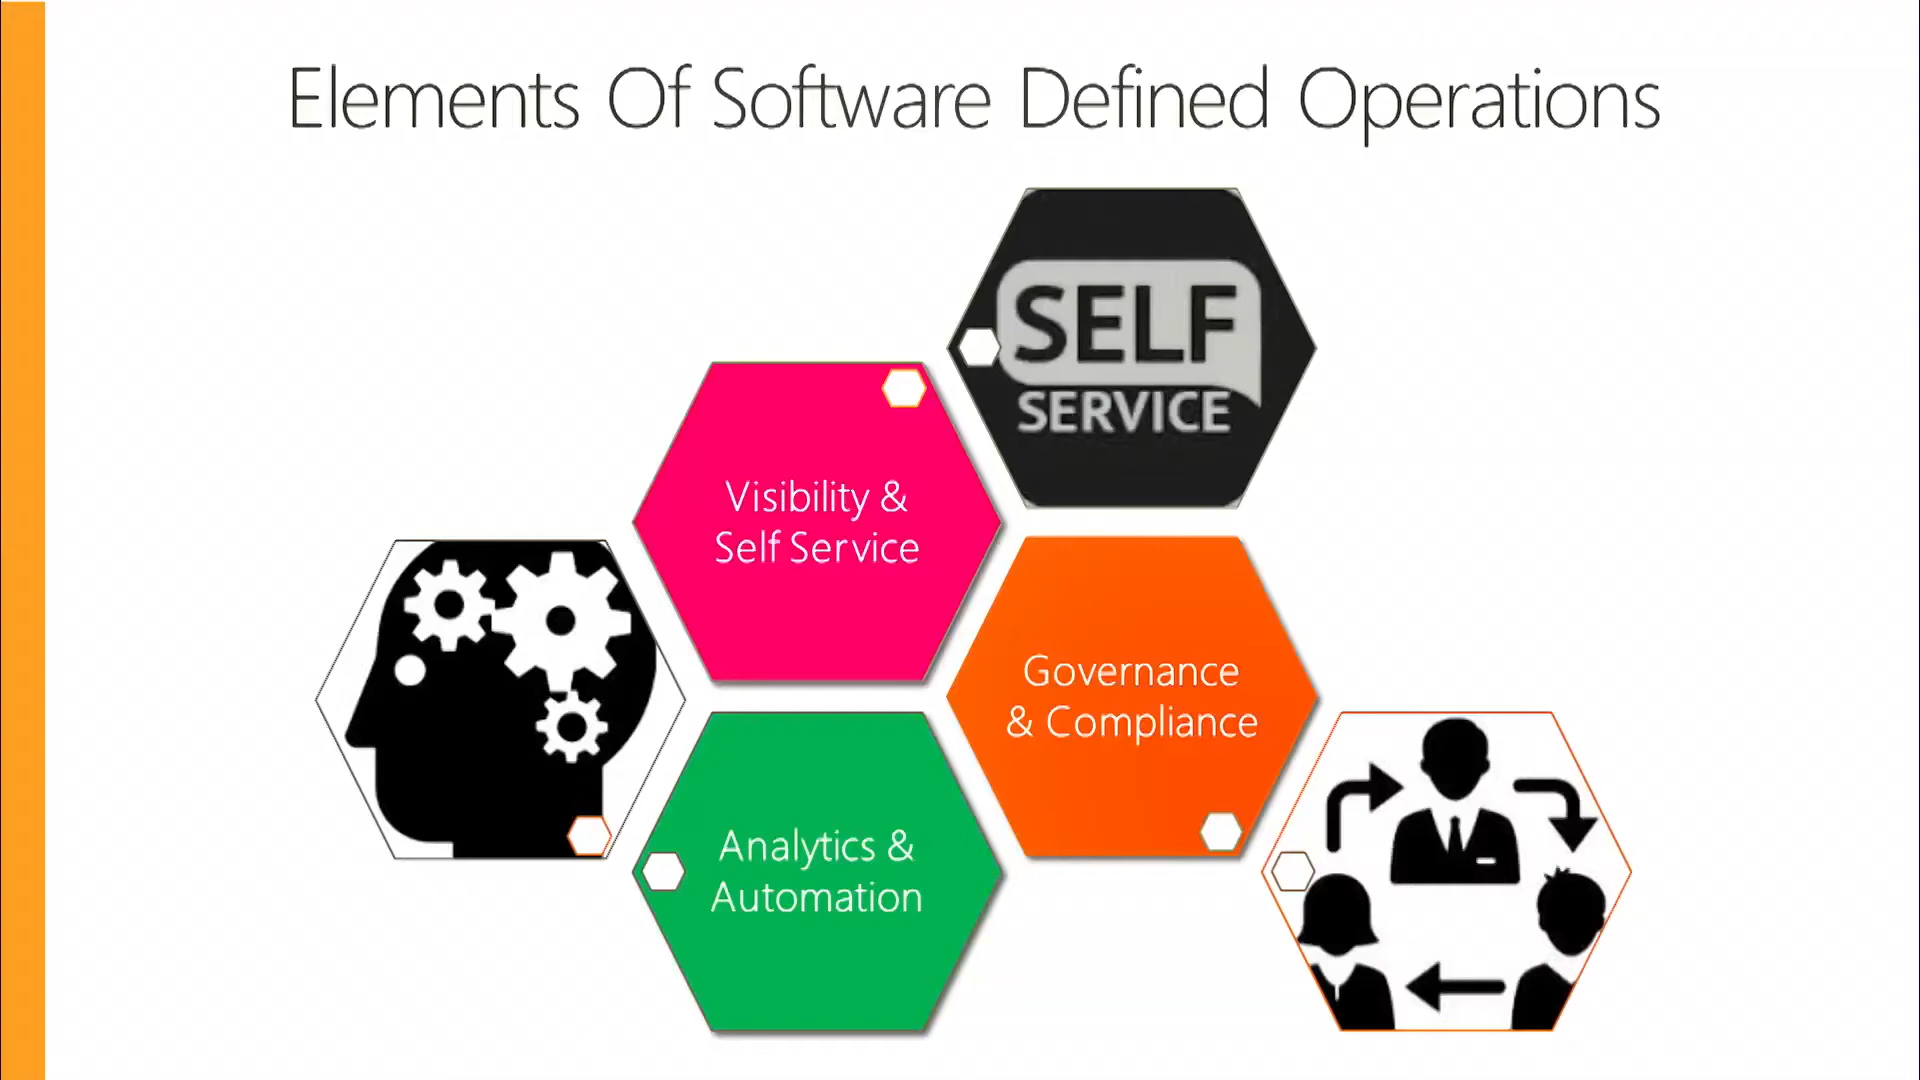 Elements Of Software Defined Operations
SELF
SERVICE
Visibility &
Self Service
Governance
& Compliance
Analytics &
Automation